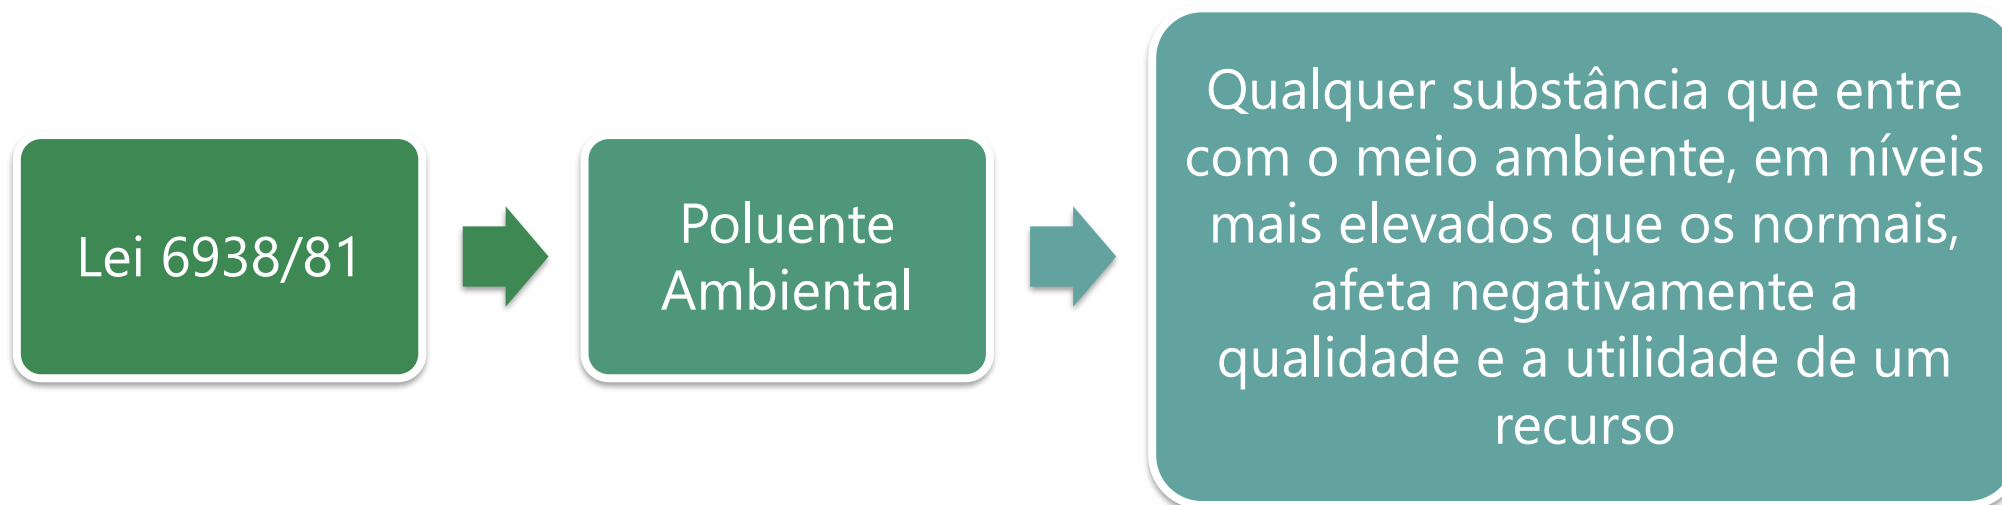 Lei 6938/81
Poluente
Ambiental
Qualquer substância que entre
com o meio ambiente, em níveis
mais elevados que os normais,
afeta negativamente a
qualidade e a utilidade de um
recurso